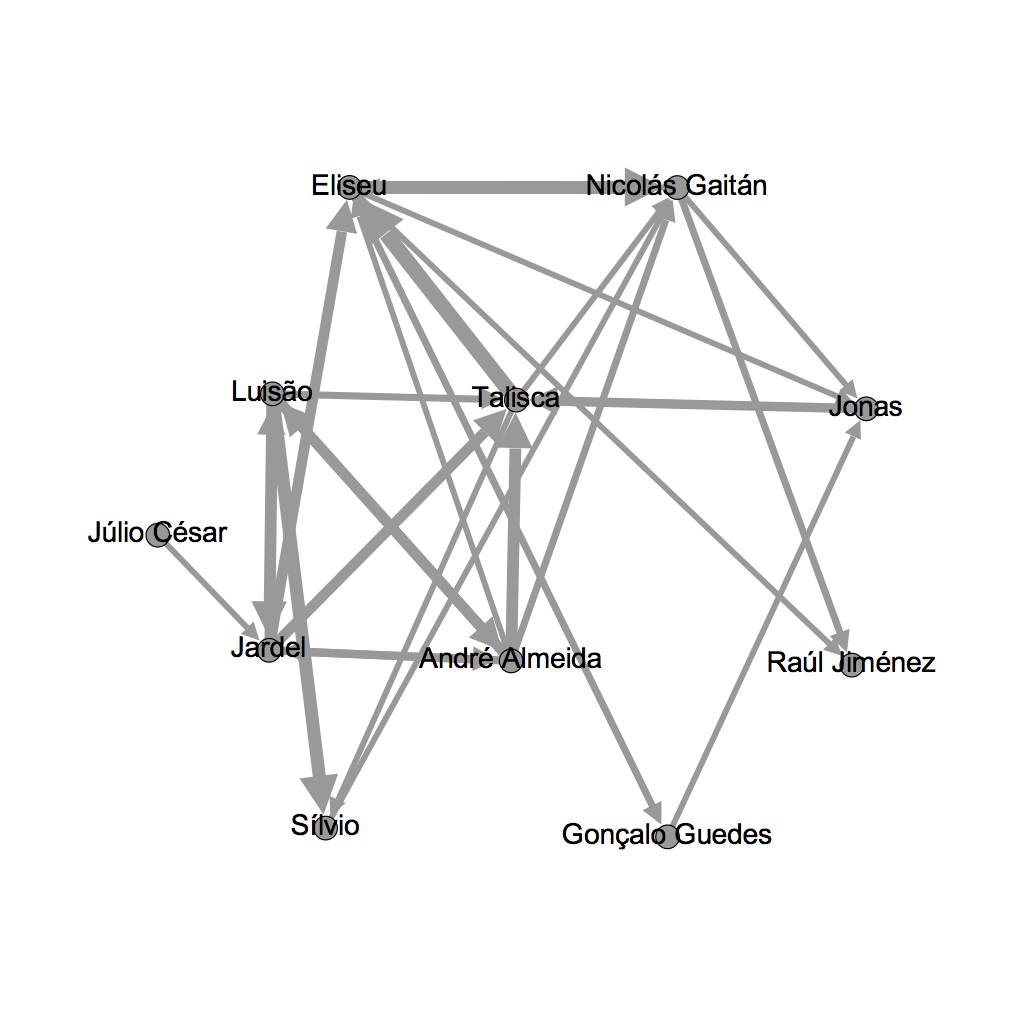 Eliseu
Nicolás Gaitán
Luisão
Talisca
Jonas
Júlio César
Jardel
André Almeida
Raúl Jiménez
Sílvio
Gonçalo Guedes